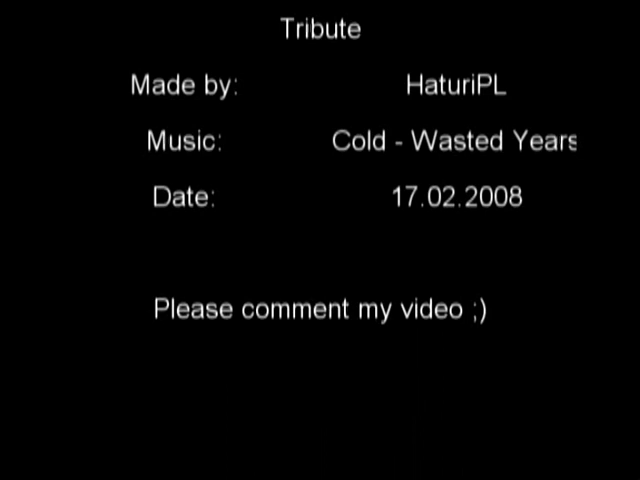 Tribute
Made by: HaturiPL
Music: Cold - Wasted Years
Date: 17.02.2008
Please comment my video ;)